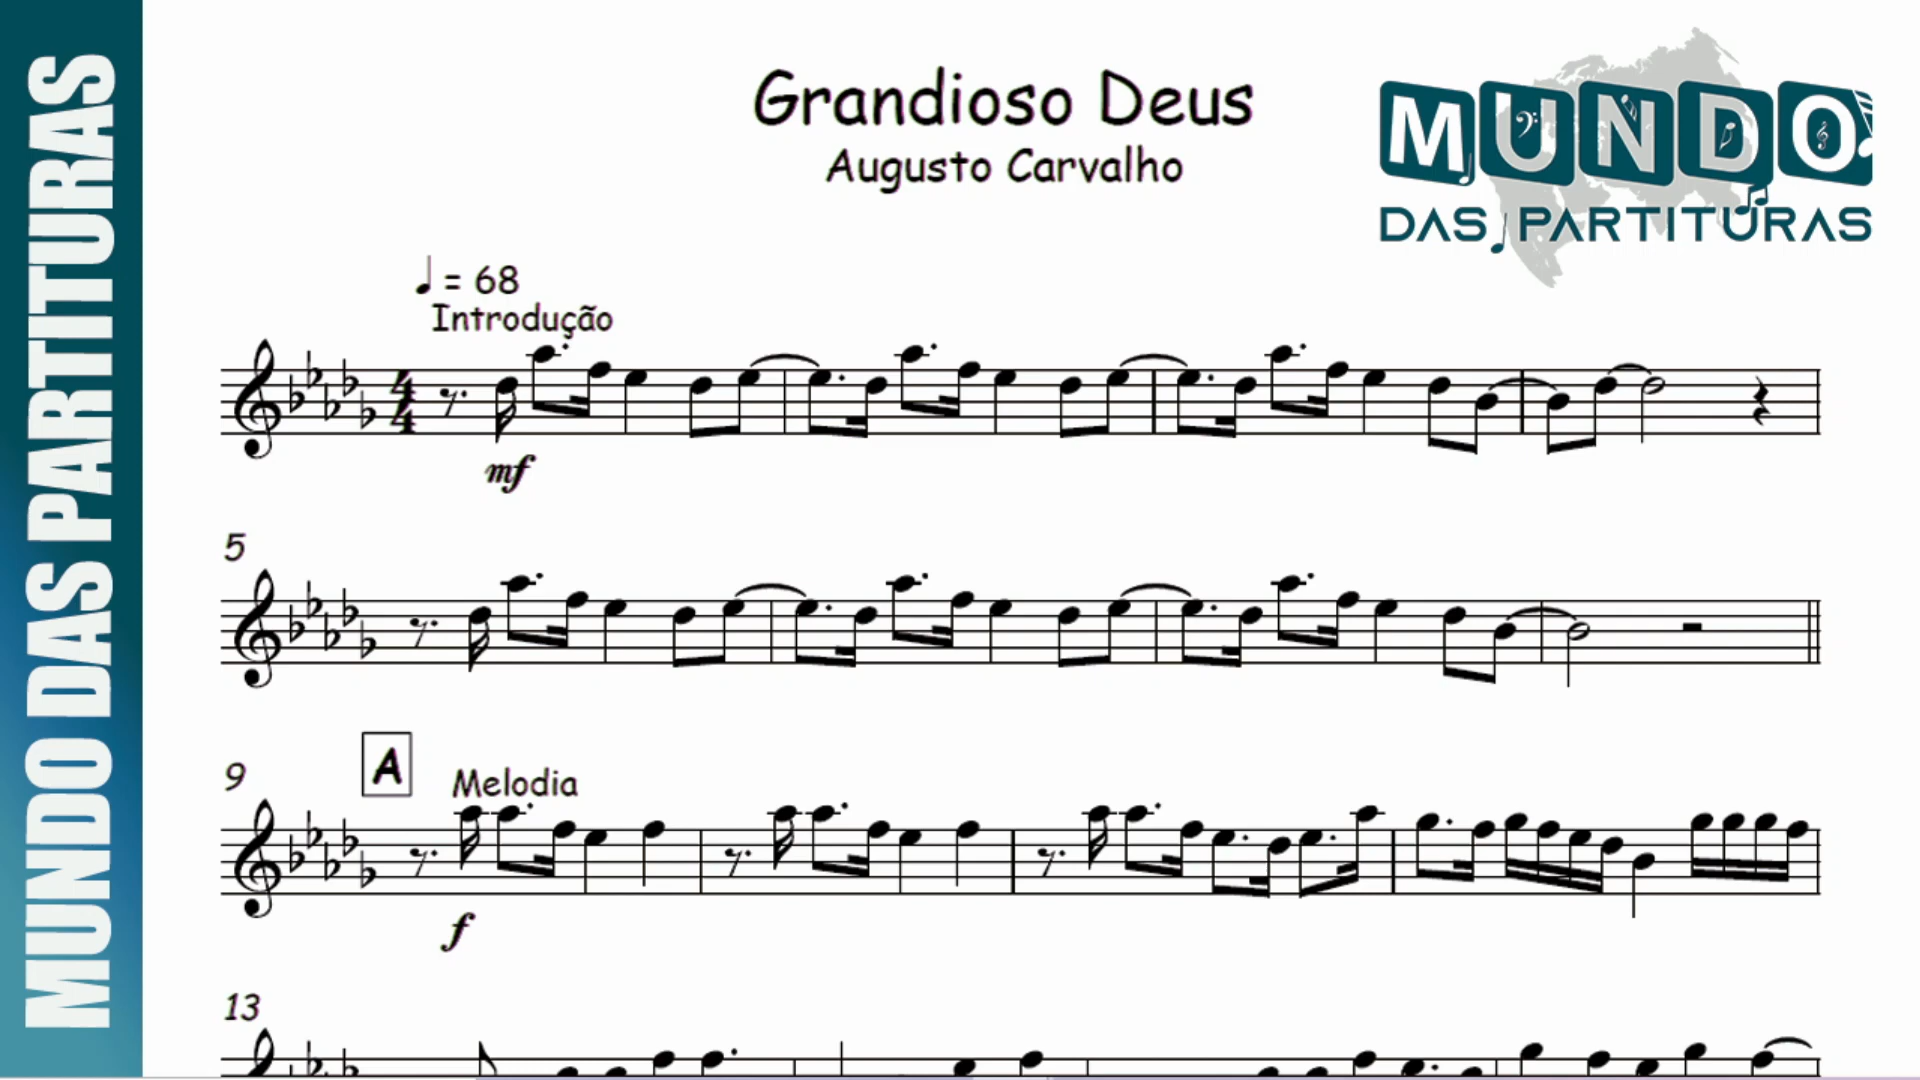 MUNDO DAS PARTITURAS
Grandioso Deus
Augusto Carvalho
MUNDO
DAS PARTITURAS
= 68
Introdução
4
4
mf
5
9
A
Melodia
f
13